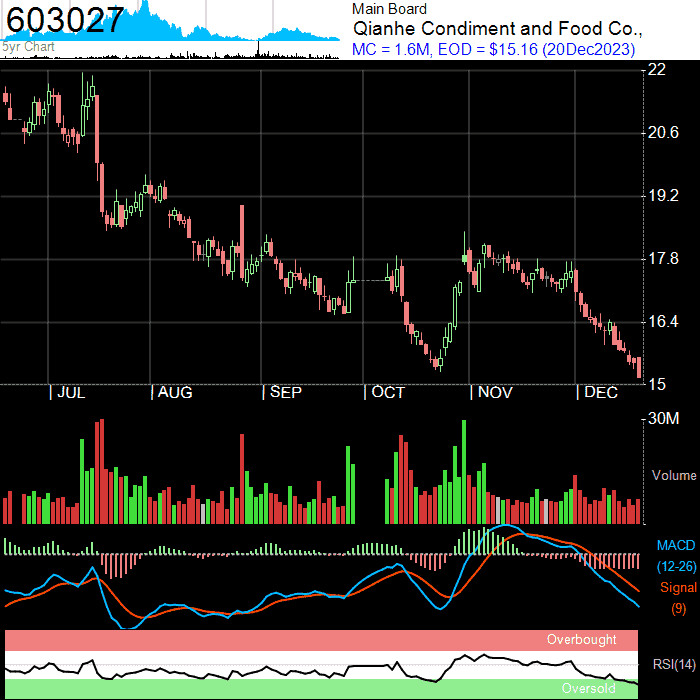 603027
5yr Chart
Main Board
Qianhe Condiment and Food Co.,
MC = 1.6M, EOD = $15.16 (20Dec2023)
22
20.6
19.2
17.8
16.4
15
JUL
AUG
SEP
OCT
NOV
DEC
30M
Volume
MACD
(12-26)
Signal
(9)
Overbought
RSI(14)
Oversold